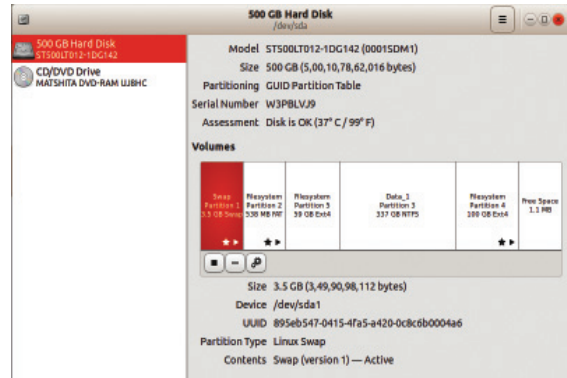 500 GB Hard Disk
/dev/sda
500 GB Hard Disk
ST500LT012-1DG142
CD/DVD Drive
MATSHITA DVD-RAM UJ8HC
Model ST500LT012-1DG142 (0001SDM1)
Size 500 GB (5,00,10,78,62,016 bytes)
Partitioning GUID Partition Table
Serial Number W3PBLVJ9
Assessment Disk is OK (37° C / 99° F)
Volumes
Swap
Partition 1
3.5 GB Swap
Filesystem
Partition 2
538 MB FAT
Filesystem
Partition 5
59 GB Ext4
Data_1
Partition 3
337 GB NTFS
Filesystem
Partition 4
100 GB Ext4
Free Space
1.1 MB
Size 3.5 GB (3,49,90,98,112 bytes)
Device /dev/sda1
UUID 895eb547-0415-4fa5-a420-0c8c6b0004a6
Partition Type Linux Swap
Contents Swap (version 1) — Active